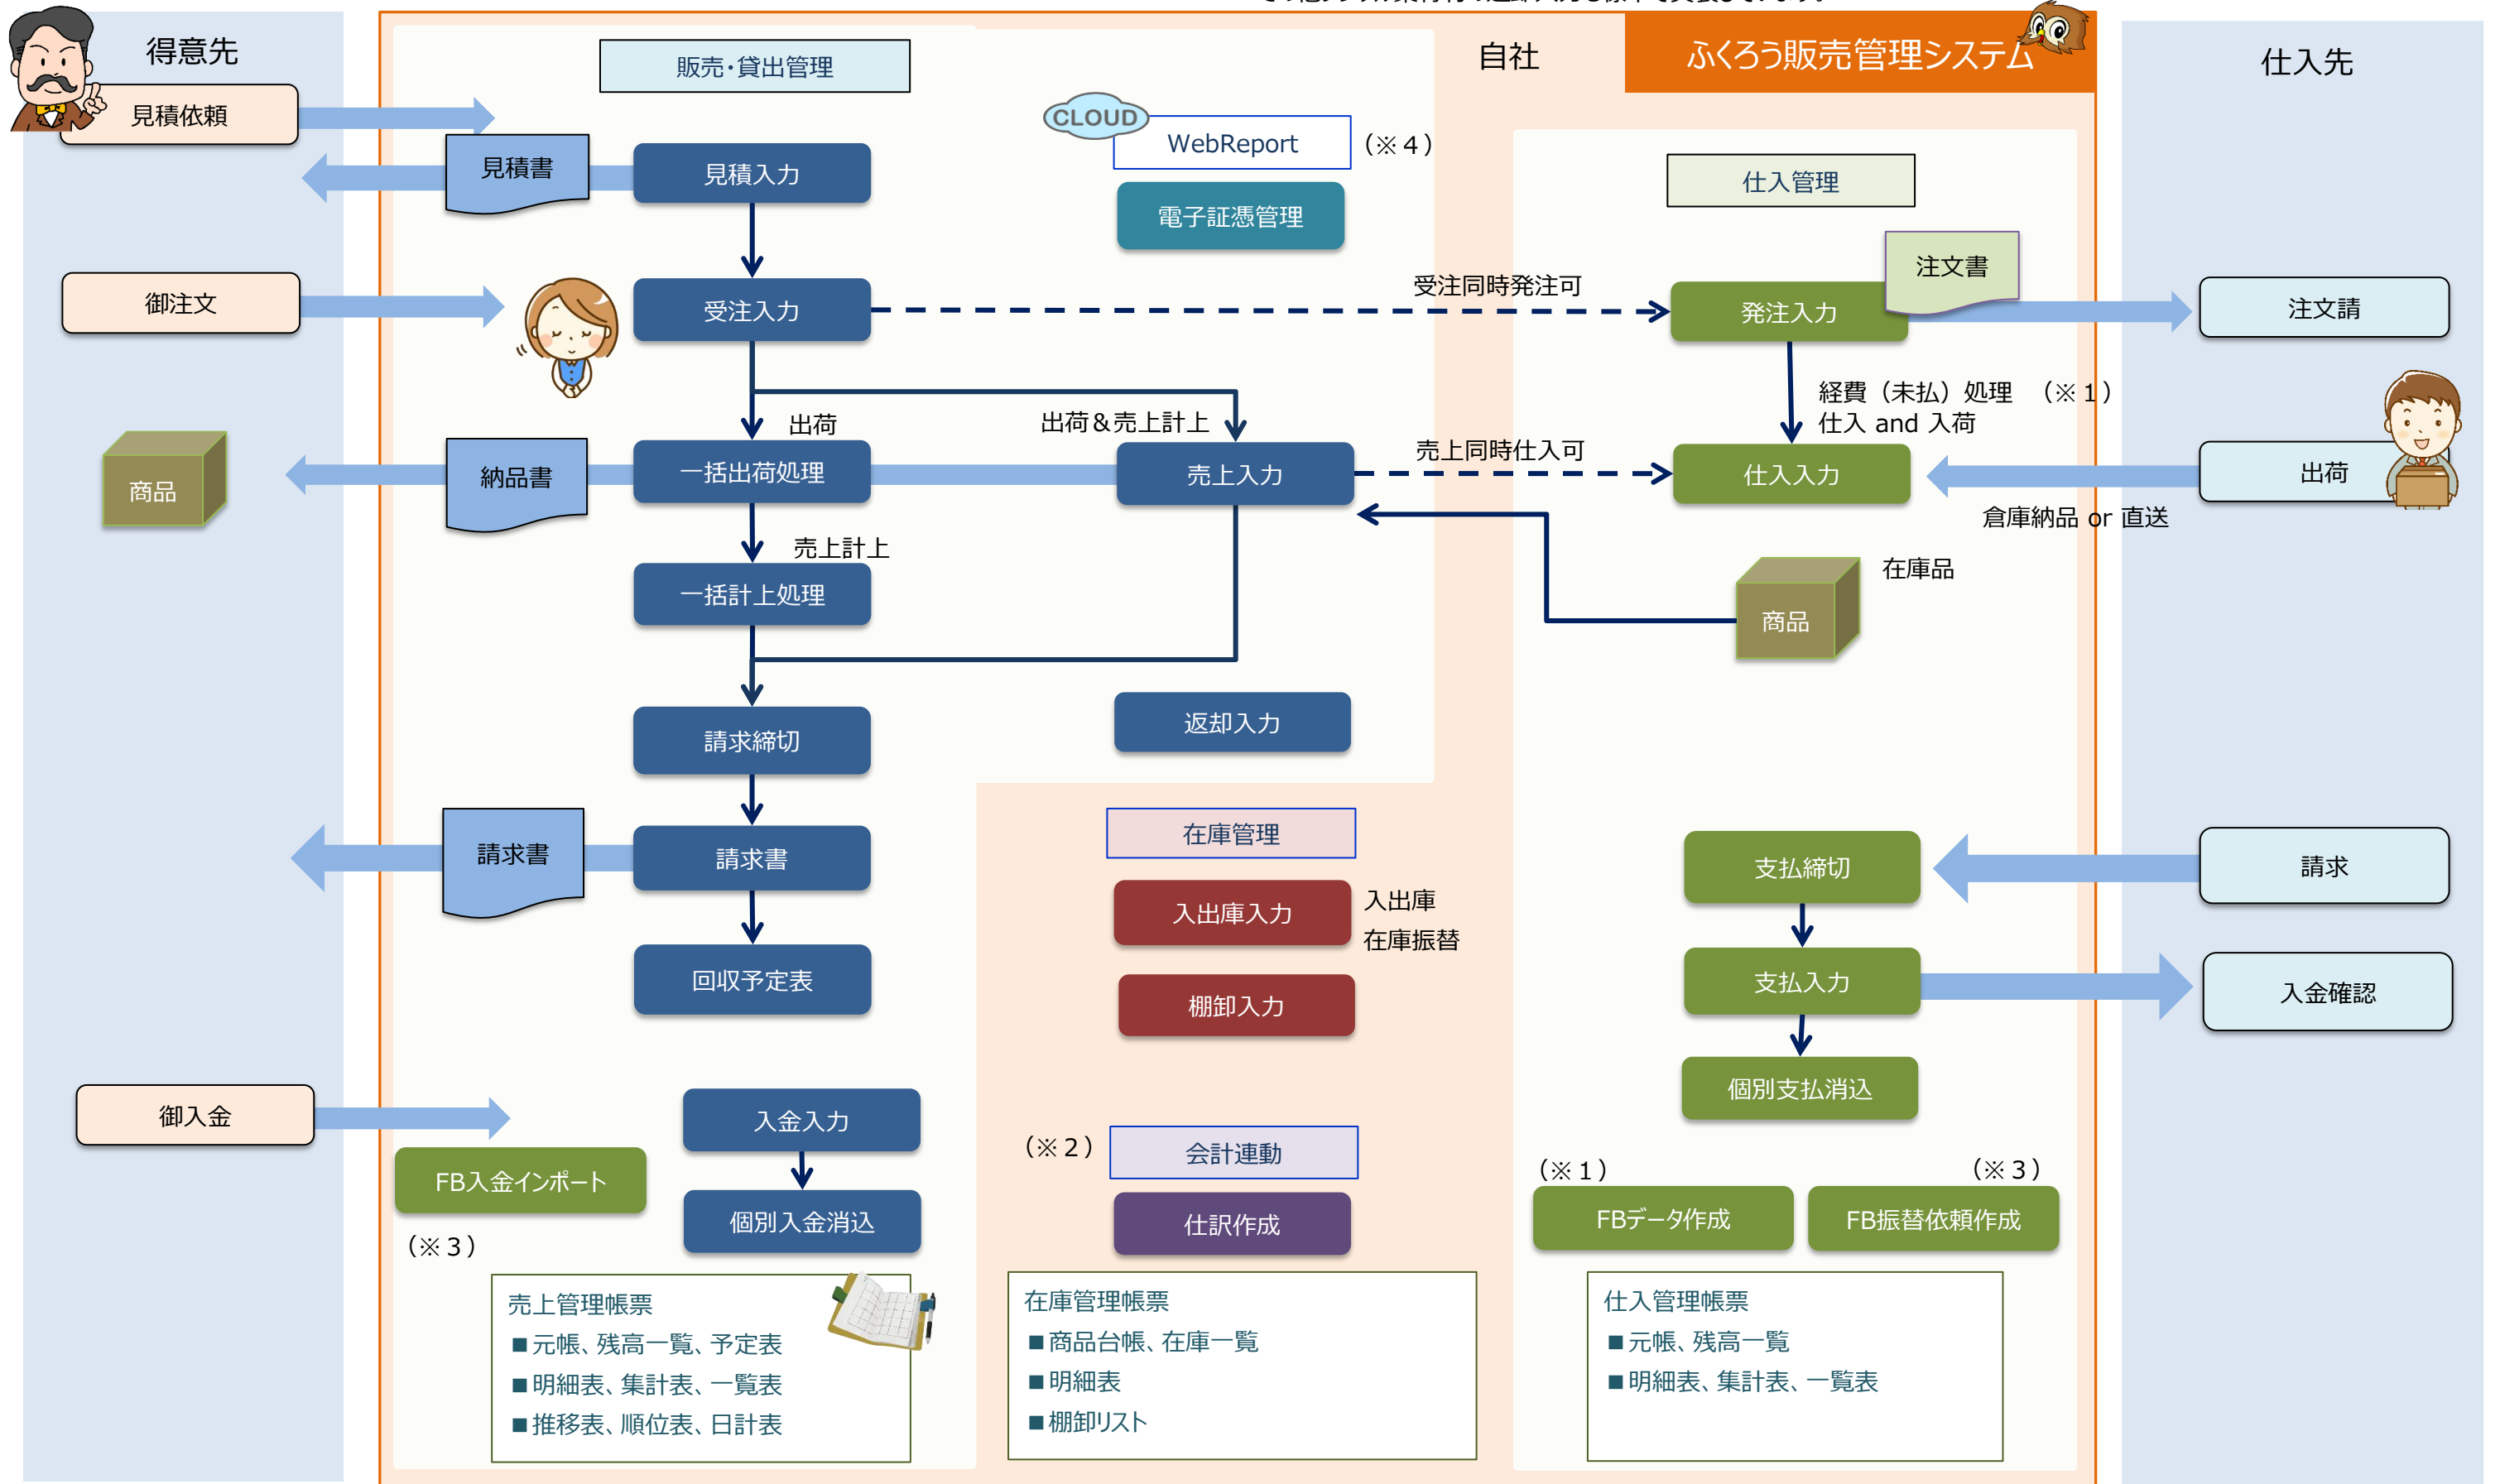 得意先
見積依頼
御注文
商品
御入金
販売・貸出管理
見積書
見積入力
受注入力
出荷
納品書
一括出荷処理
売上計上
一括計上処理
請求締切
請求書
請求書
回収予定表
入金入力
FB入金インポート
個別入金消込
（※３）
売上管理帳票
■元帳、残高一覧、予定表
■明細表、集計表、一覧表
■推移表、順位表、日計表
CLOUD
WebReport
（※４）
電子証憑管理
出荷＆売上計上
売上入力
返却入力
在庫管理
入出庫入力
入出庫
在庫振替
棚卸入力
（※２）
会計連動
仕訳作成
在庫管理帳票
■商品台帳、在庫一覧
■明細表
■棚卸リスト
自社
ふくろう販売管理システム
仕入管理
注文書
受注同時発注可
発注入力
経費（未払）処理　（※１）
仕入 and 入荷
売上同時仕入可
仕入入力
倉庫納品 or 直送
在庫品
商品
支払締切
支払入力
個別支払消込
（※１）
（※３）
FBデータ作成
FB振替依頼作成
仕入管理帳票
■元帳、残高一覧
■明細表、集計表、一覧表
仕入先
注文請
出荷
請求
入金確認